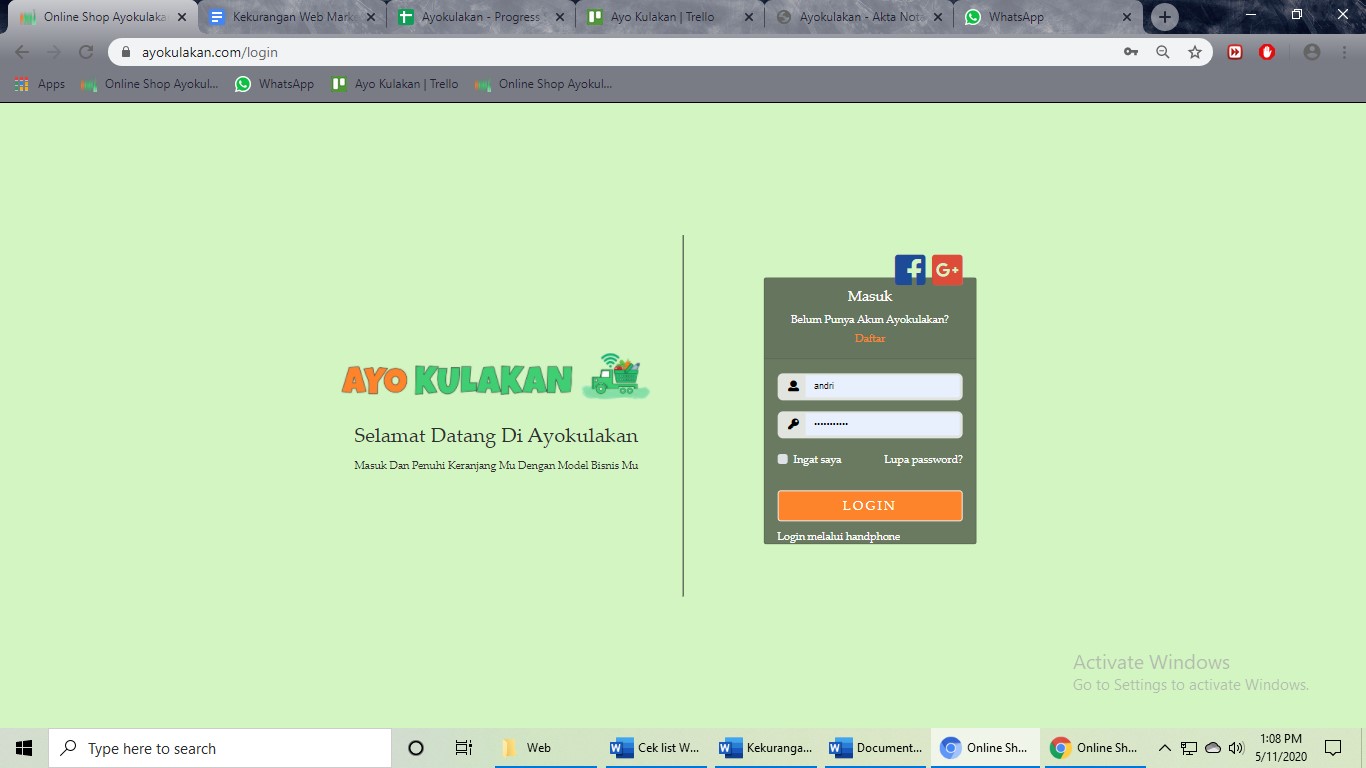 Online Shop Ayokulaka
Kekurangan Web Mark
Ayokulakan - Progress
Ayo Kulakan | Trello
Ayokulakan - Akta Nota
WhatsApp
ayokulakan.com/login
Apps
Online Shop Ayokul...
WhatsApp
Ayo Kulakan | Trello
Online Shop Ayokul...
G+
Masuk
Belum Punya Akun Ayokulakan?
Daftar
AYO KULAKAN
andri
Selamat Datang Di Ayokulakan
Masuk Dan Penuhi Keranjang Mu Dengan Model Bisnis Mu
Ingat saya
Lupa password?
LOGIN
Login melalui handphone
Activate Windows
Go to Settings to activate Windows.
Type here to search
Web
Cek list W...
Kekuranga...
Document...
Online Sh...
Online Sh...
1:08 PM
5/11/2020